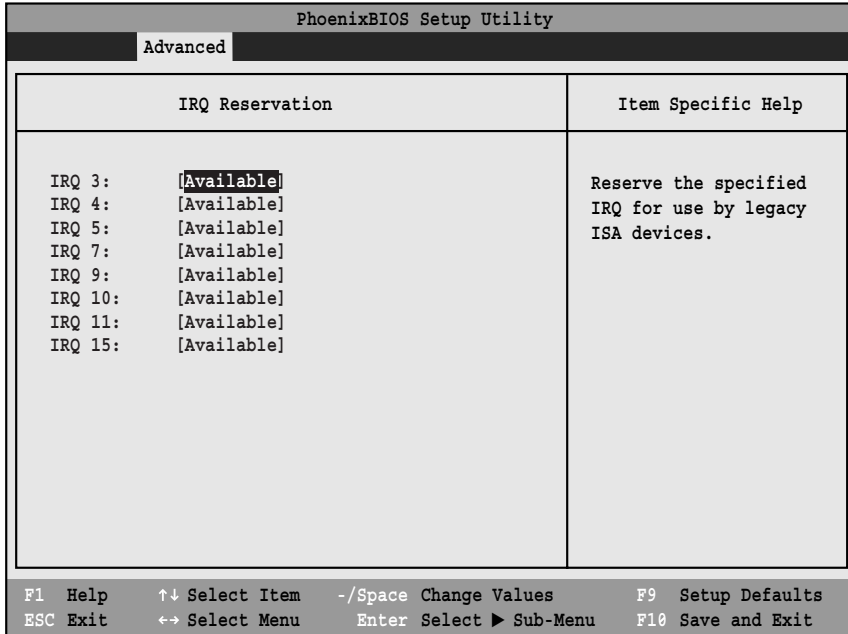 PhoenixBIOS Setup Utility
Advanced
IRQ Reservation
Item Specific Help
IRQ 3: [Available]
IRQ 4: [Available]
IRQ 5: [Available]
IRQ 7: [Available]
IRQ 9: [Available]
IRQ 10: [Available]
IRQ 11: [Available]
IRQ 15: [Available]
Reserve the specified
IRQ for use by legacy
ISA devices.
F1 Help ↑↓ Select Item -/Space Change Values F9 Setup Defaults
ESC Exit ←→ Select Menu Enter Select ▶ Sub-Menu F10 Save and Exit